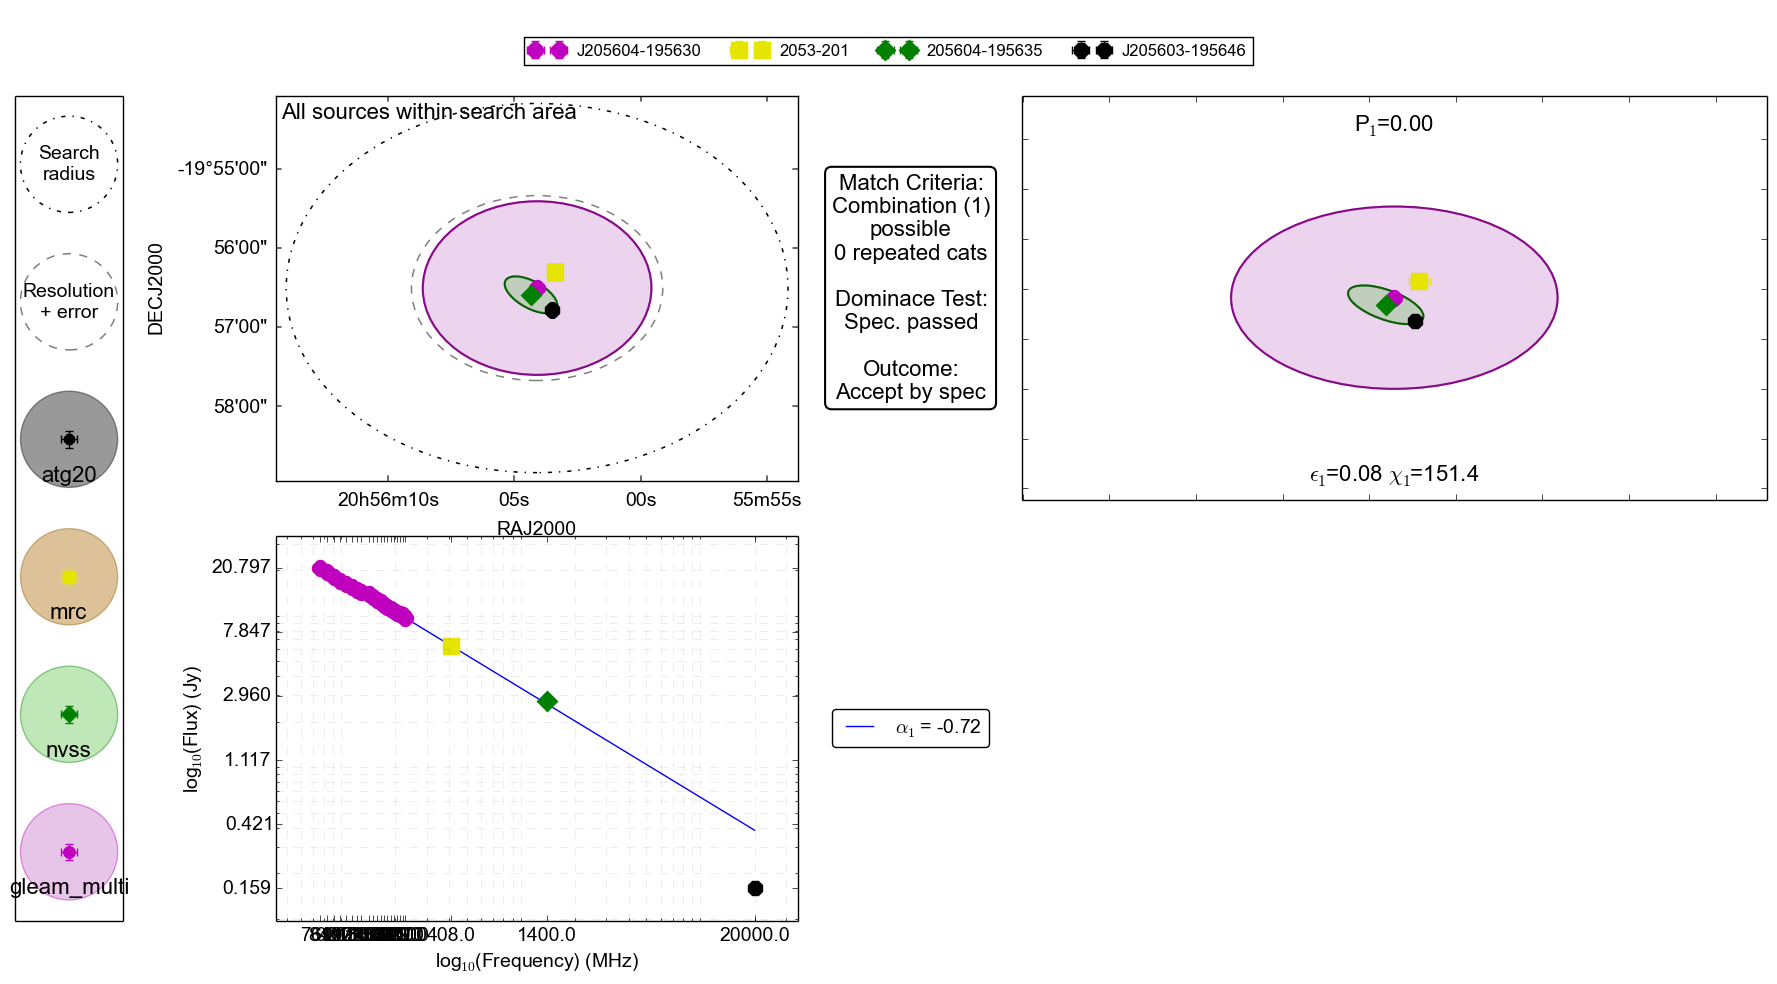 J205604-195630 2053-201 205604-195635 J205603-195646
Search
radius
Resolution
+ error
atg20
mrc
nvss
gleam_multi
All sources within search area
DECJ2000
-19°55'00"
56'00"
57'00"
58'00"
20h56m10s 05s 00s 55m55s
RAJ2000
Match Criteria:
Combination (1)
possible
0 repeated cats
Dominace Test:
Spec. passed
Outcome:
Accept by spec
P₁=0.00
ϵ₁=0.08 χ₁=151.4
log₁₀(Flux) (Jy)
20.797
7.847
2.960
1.117
0.421
0.159
408.0 1400.0 20000.0
log₁₀(Frequency) (MHz)
α₁ = -0.72